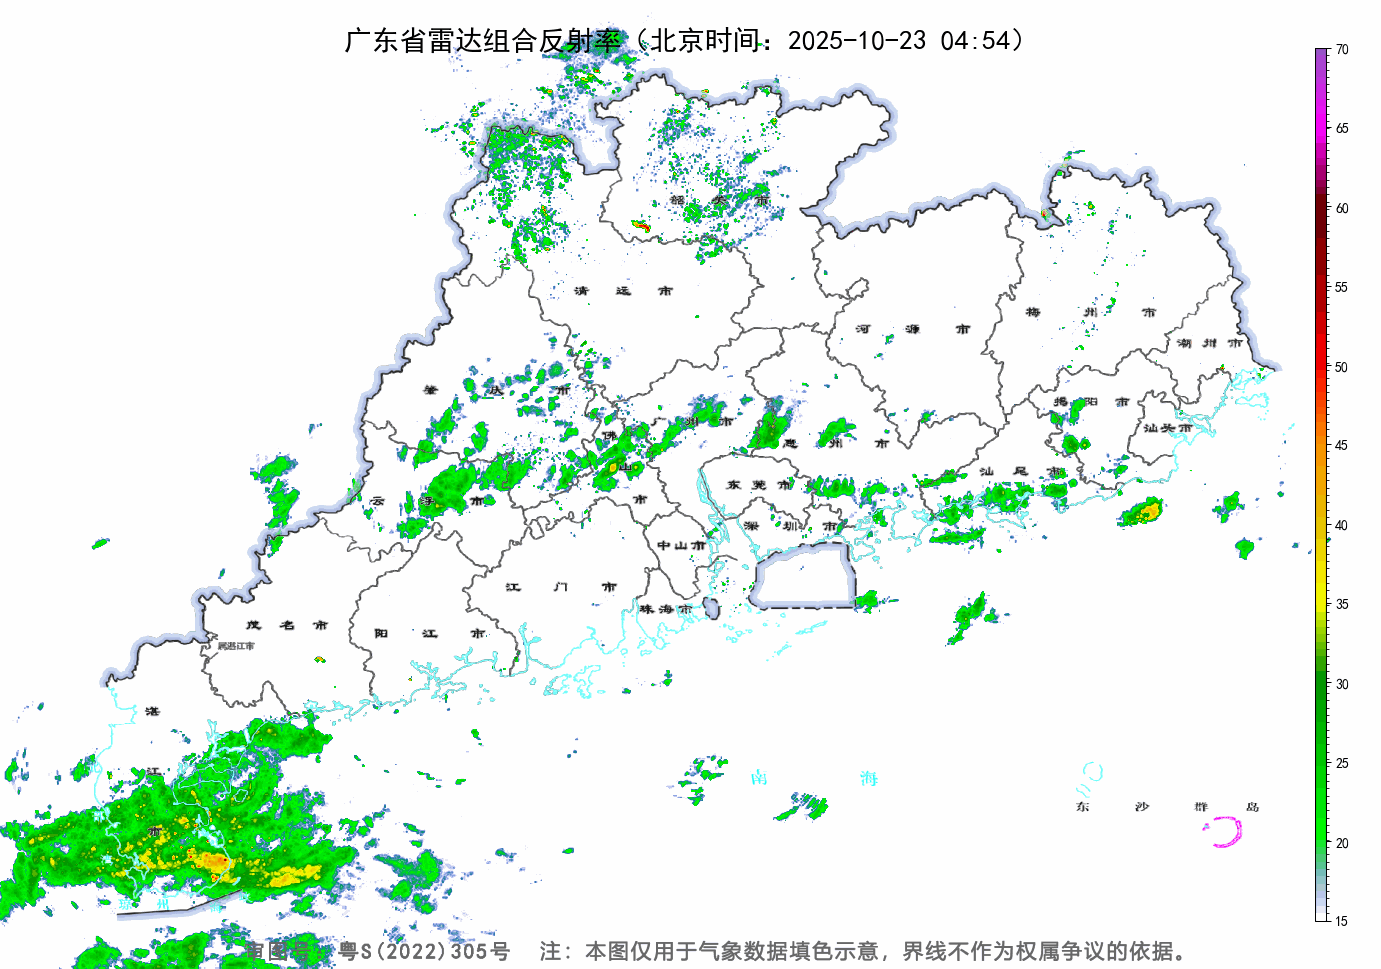 广东省雷达组合反射率（北京时间：2025-10-23 04:54）
70
65
60
55
50
45
40
35
30
25
20
15
韶关市
清远市
河源市
梅州市
潮州市
肇庆市
广州市
佛山市
惠州市
揭阳市
汕头市
汕尾市
云浮市
东莞市
深圳市
中山市
江门市
珠海市
茂名市
属湛江市
阳江市
湛江市
南海
东沙群岛
琼州
审图号：粤S(2022)305号 注：本图仅用于气象数据填色示意，界线不作为权属争议的依据。